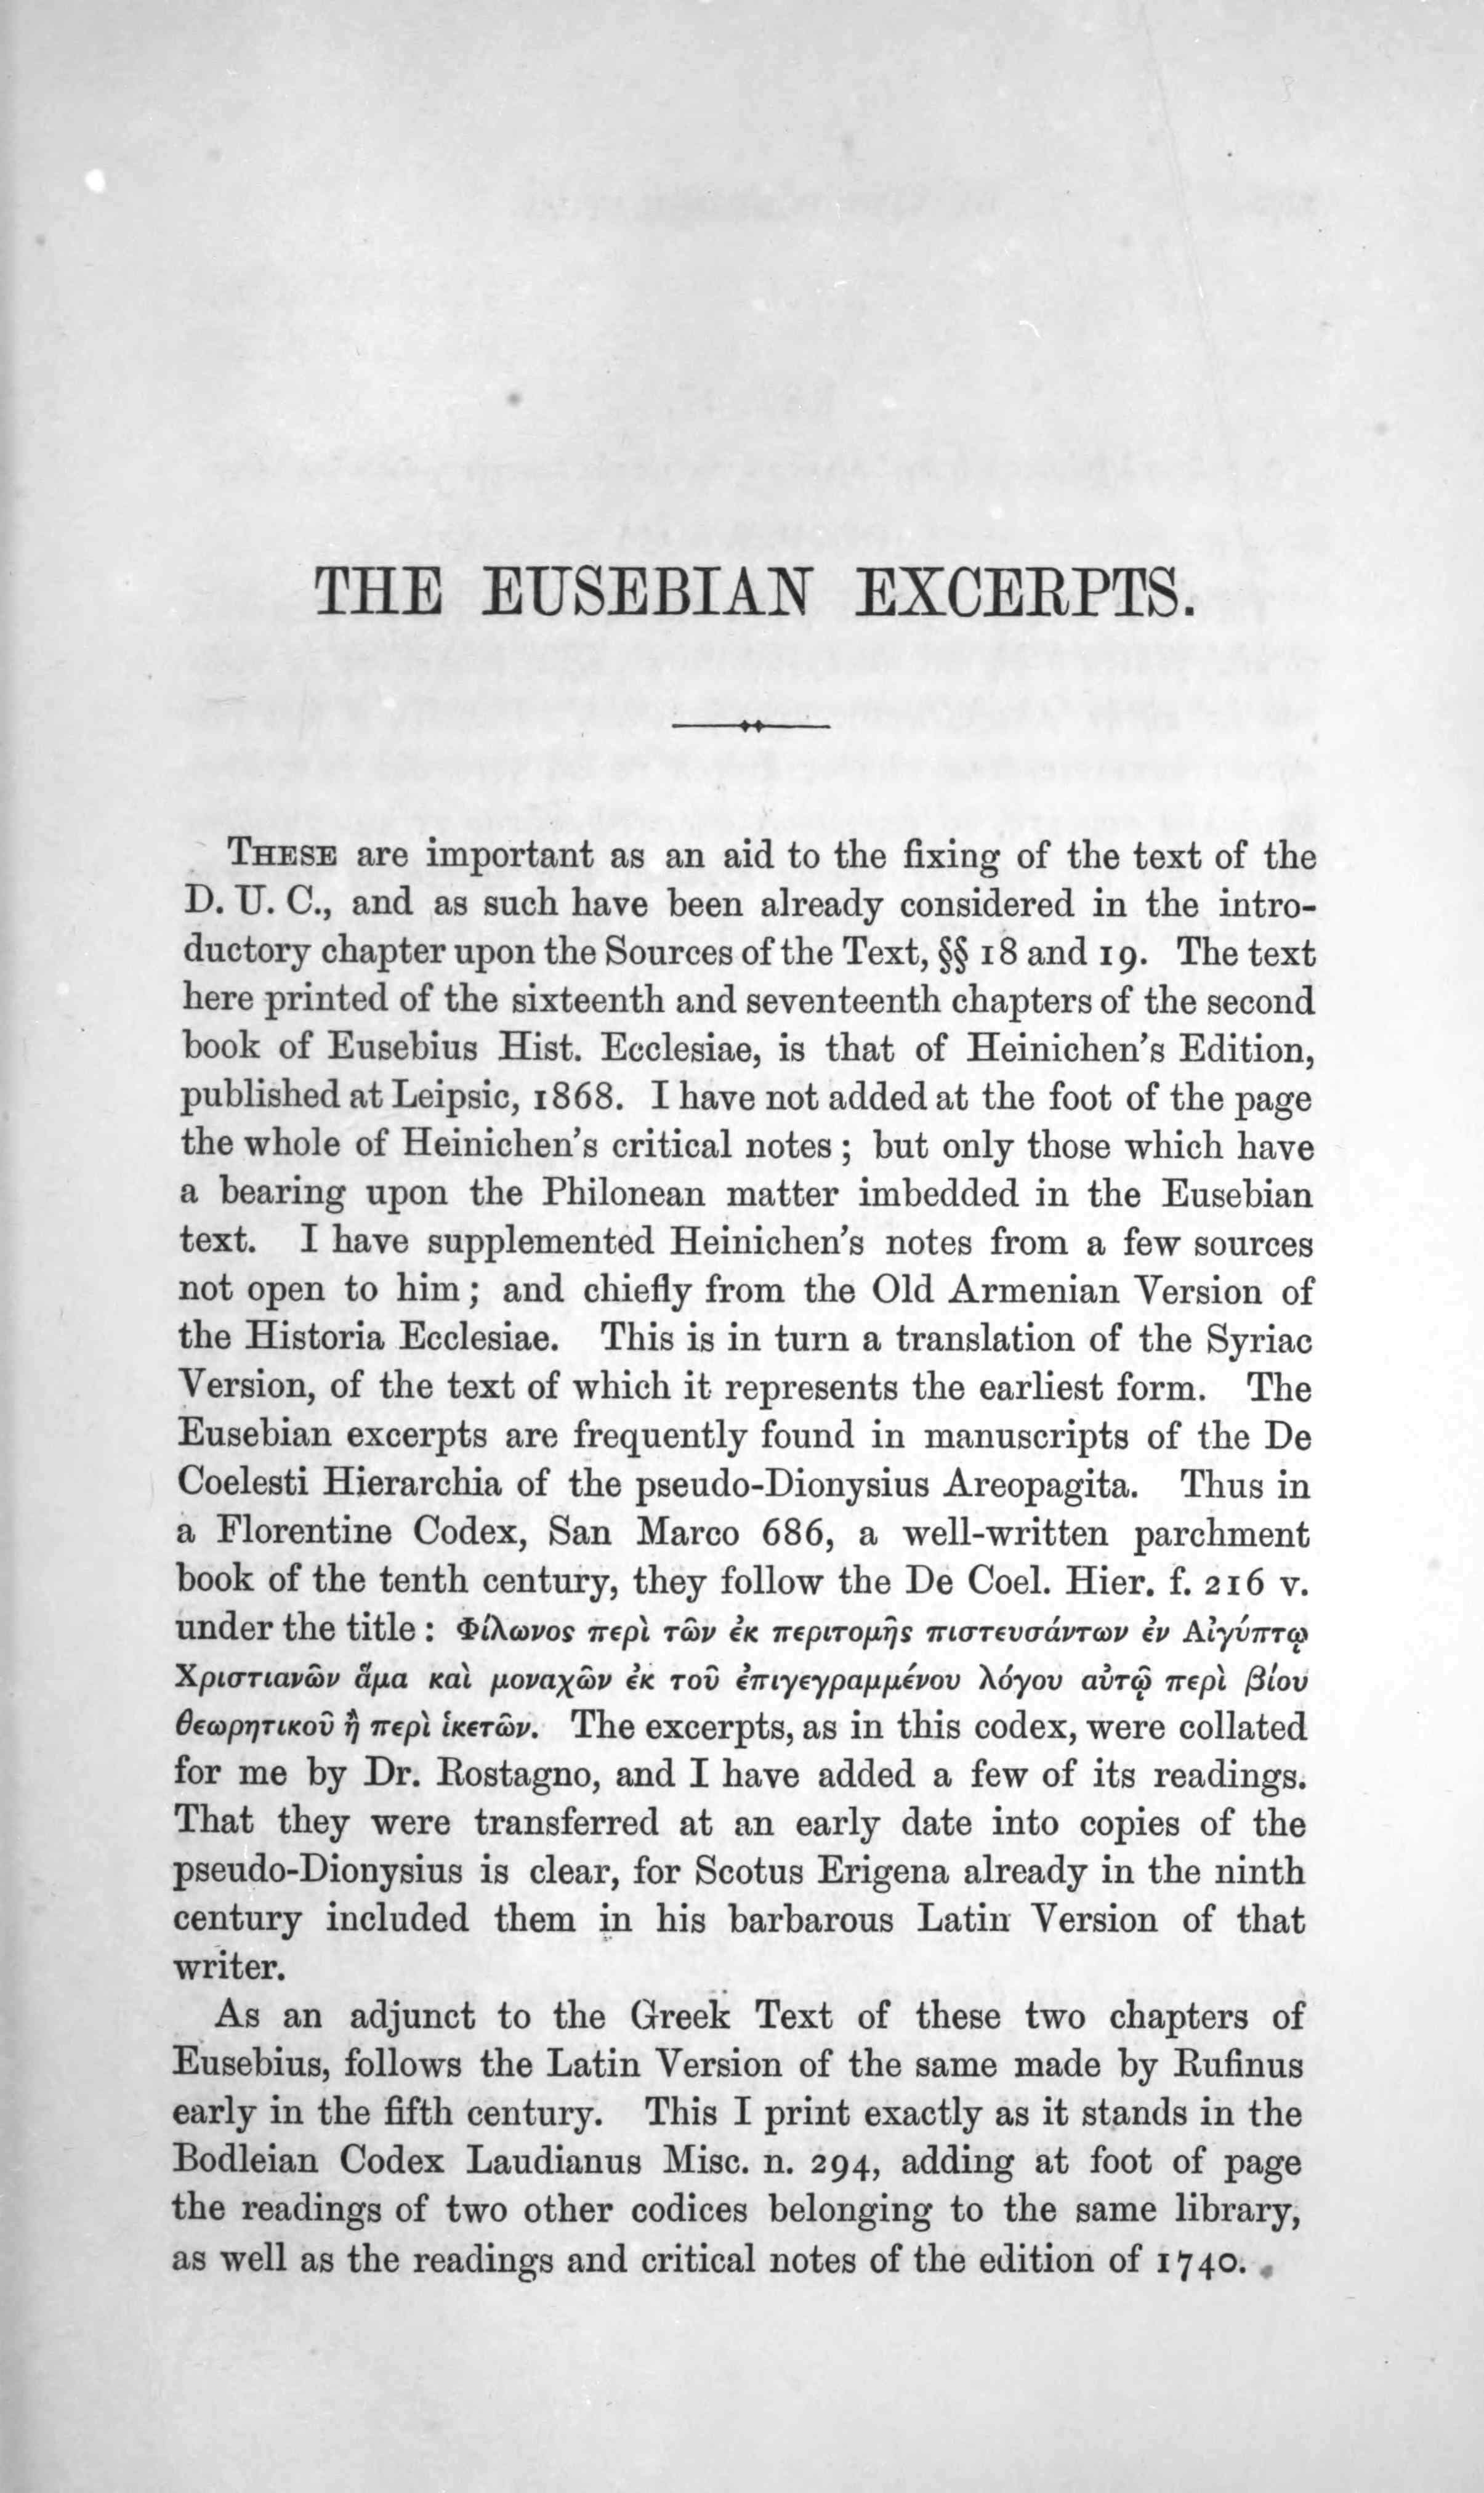 THE EUSEBIAN EXCERPTS.
THESE are important as an aid to the fixing of the text of the
D. U. C., and as such have been already considered in the intro-
ductory chapter upon the Sources of the Text, §§ 18 and 19. The text
here printed of the sixteenth and seventeenth chapters of the second
book of Eusebius Hist. Ecclesiae, is that of Heinichen's Edition,
published at Leipsic, 1868. I have not added at the foot of the page
the whole of Heinichen's critical notes; but only those which have
a bearing upon the Philonean matter imbedded in the Eusebian
text. I have supplemented Heinichen's notes from a few sources
not open to him; and chiefly from the Old Armenian Version of
the Historia Ecclesiae. This is in turn a translation of the Syriac
Version, of the text of which it represents the earliest form. The
Eusebian excerpts are frequently found in manuscripts of the De
Coelesti Hierarchia of the pseudo-Dionysius Areopagita. Thus in
a Florentine Codex, San Marco 686, a well-written parchment
book of the tenth century, they follow the De Coel. Hier. f. 216 v.
under the title: Φίλωνος περὶ τῶν ἐκ περιτομῆς πιστευσάντων ἐν Αἰγύπτῳ
Χριστιανῶν ἅμα καὶ μοναχῶν ἐκ τοῦ ἐπιγεγραμμένου λόγου αὐτῷ περὶ βίου
θεωρητικοῦ ἢ περὶ ἱκετῶν. The excerpts, as in this codex, were collated
for me by Dr. Rostagno, and I have added a few of its readings.
That they were transferred at an early date into copies of the
pseudo-Dionysius is clear, for Scotus Erigena already in the ninth
century included them in his barbarous Latin Version of that
writer.
As an adjunct to the Greek Text of these two chapters of
Eusebius, follows the Latin Version of the same made by Rufinus
early in the fifth century. This I print exactly as it stands in the
Bodleian Codex Laudianus Misc. n. 294, adding at foot of page
the readings of two other codices belonging to the same library,
as well as the readings and critical notes of the edition of 1740.